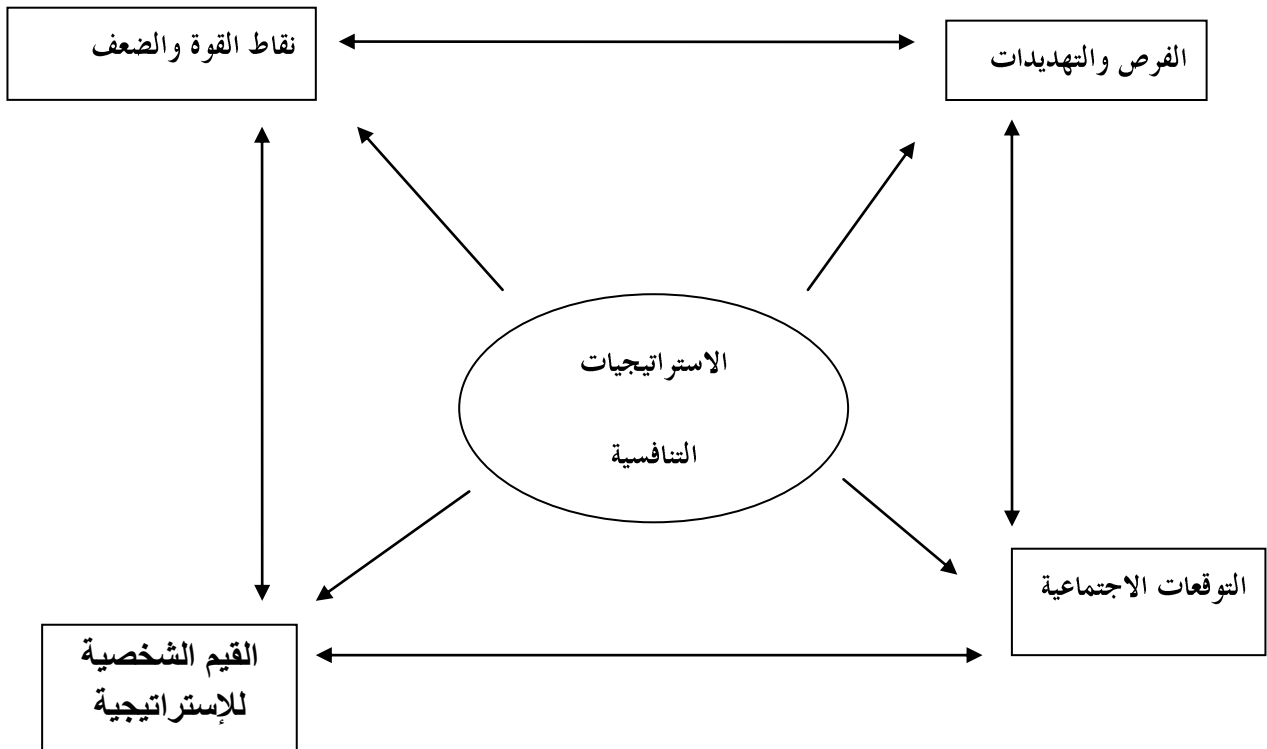 الفرص والتهديدات
نقاط القوة والضعف
الاستراتيجيات
التنافسية
التوقعات الاجتماعية
القيم الشخصية
للإستراتيجية